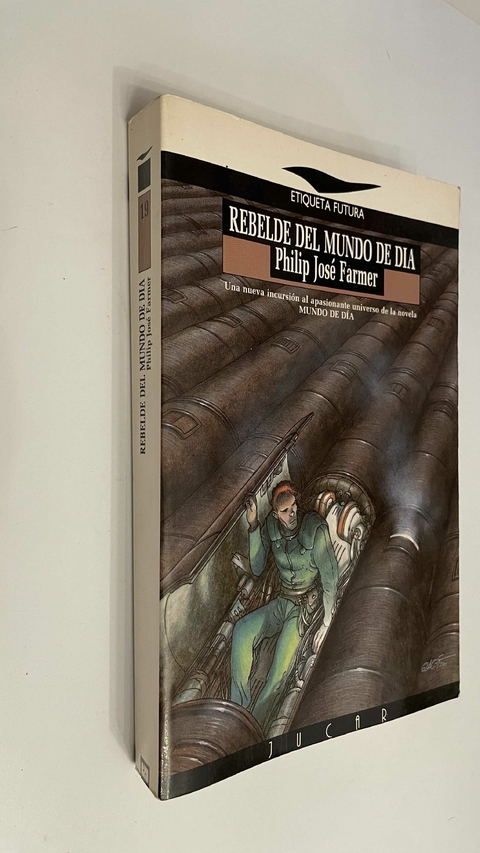 ETIQUETA FUTURA
REBELDE DEL MUNDO DE DIA
Philip José Farmer
Una nueva incursión al apasionante universo de la novela
MUNDO DE DÍA
JUCAR
19
REBELDE DEL MUNDO DE DIA
Philip José Farmer